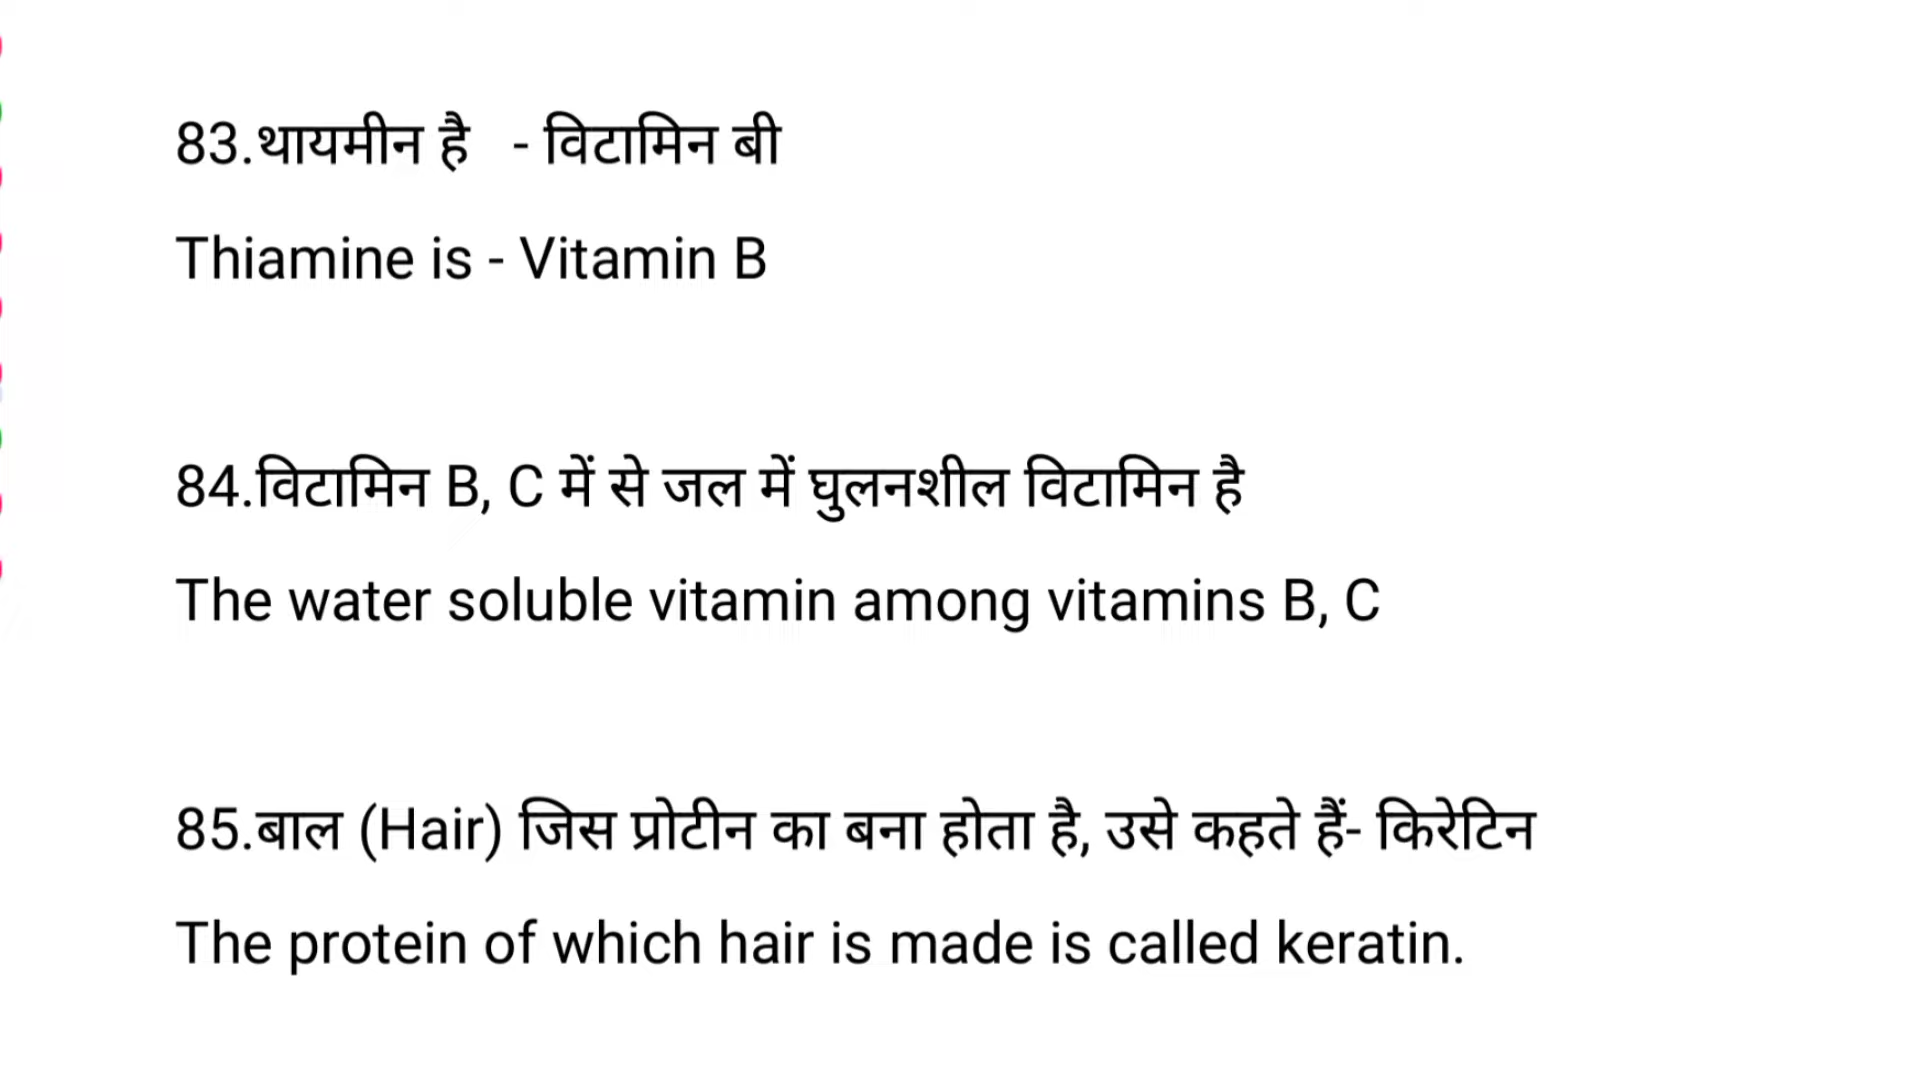 83.थायमीन है - विटामिन बी
Thiamine is - Vitamin B
84.विटामिन B, C में से जल में घुलनशील विटामिन है
The water soluble vitamin among vitamins B, C
85.बाल (Hair) जिस प्रोटीन का बना होता है, उसे कहते हैं- किरेटिन
The protein of which hair is made is called keratin.